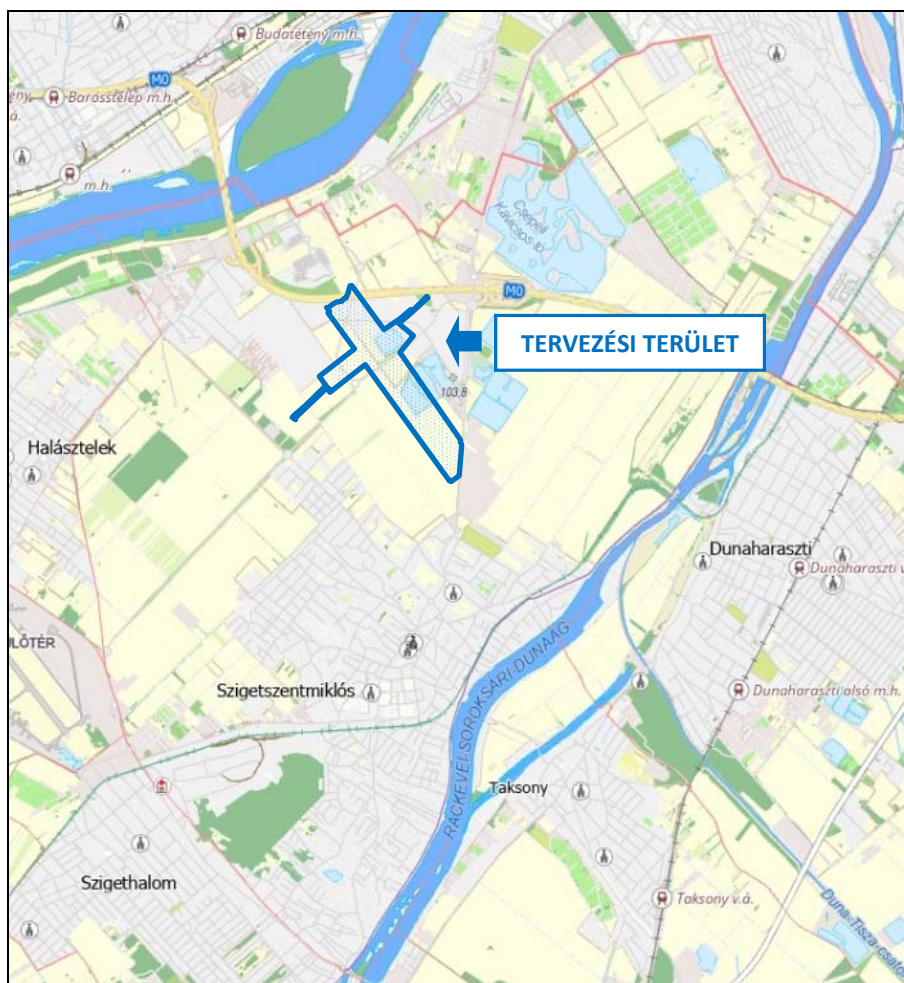 Budatétény m.h.
M0
Barosstelep m.h.
m.h.
Csepeli
Kavicsos-tó
M0
TERVEZÉSI TERÜLET
103,8
Halásztelek
Dunaharaszti
Dunaharaszti
RÁCKEVEI-SOROKSÁRI-DUNAÁG
Szigetszentmiklós
Dunaharaszti alsó m.h.
Taksony
Szigethalom
Taksony v.á.
Duna-Tisza-csator